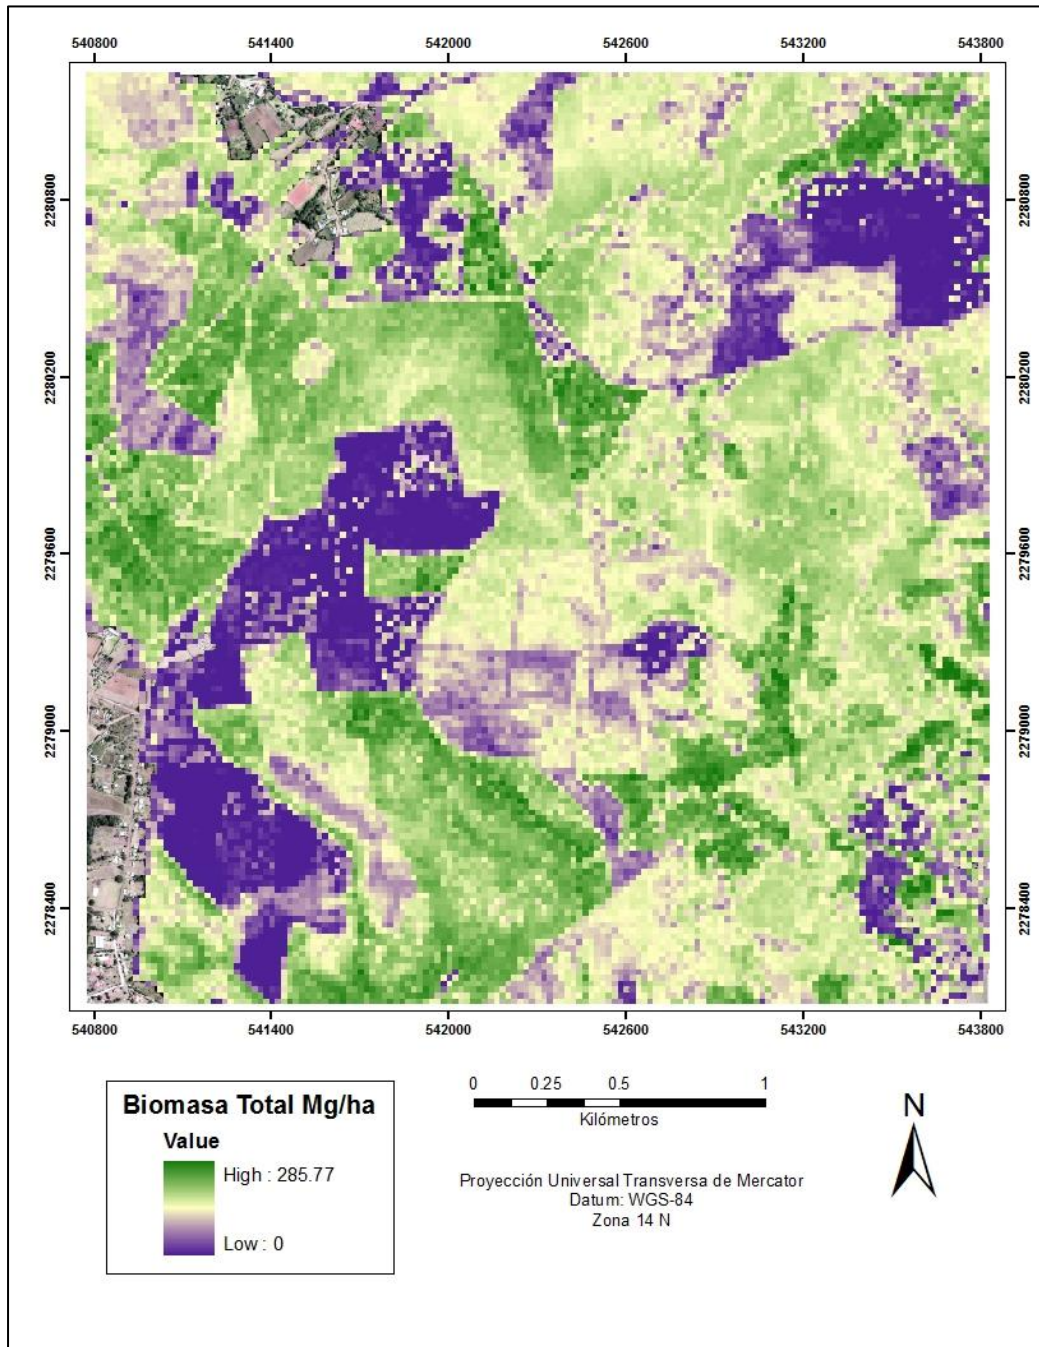 540800 541400 542000 542600 543200 543800
2280800 2280800
2280200 2280200
2279600 2279600
2279000 2279000
2278400 2278400
540800 541400 542000 542600 543200 543800
Biomasa Total Mg/ha
Value
High : 285.77
Low : 0
0 0.25 0.5 1
Kilómetros
Proyección Universal Transversa de Mercator
Datum: WGS-84
Zona 14 N
N